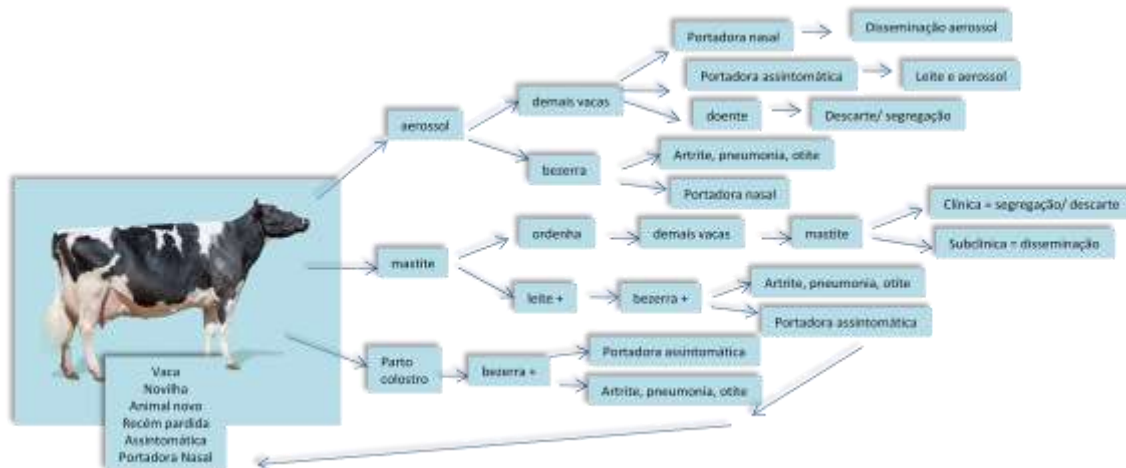 Portadora nasal
Disseminação aerossol
Portadora assintomática
Leite e aerossol
demais vacas
doente
Descarte/ segregação
aerossol
bezerra
Artrite, pneumonia, otite
Portadora nasal
Clínica = segregação/ descarte
ordenha
demais vacas
mastite
Subclínica = disseminação
mastite
leite +
bezerra +
Artrite, pneumonia, otite
Portadora assintomática
Parto
colostro
bezerra +
Portadora assintomática
Artrite, pneumonia, otite
Vaca
Novilha
Animal novo
Recém pardida
Assintomática
Portadora Nasal